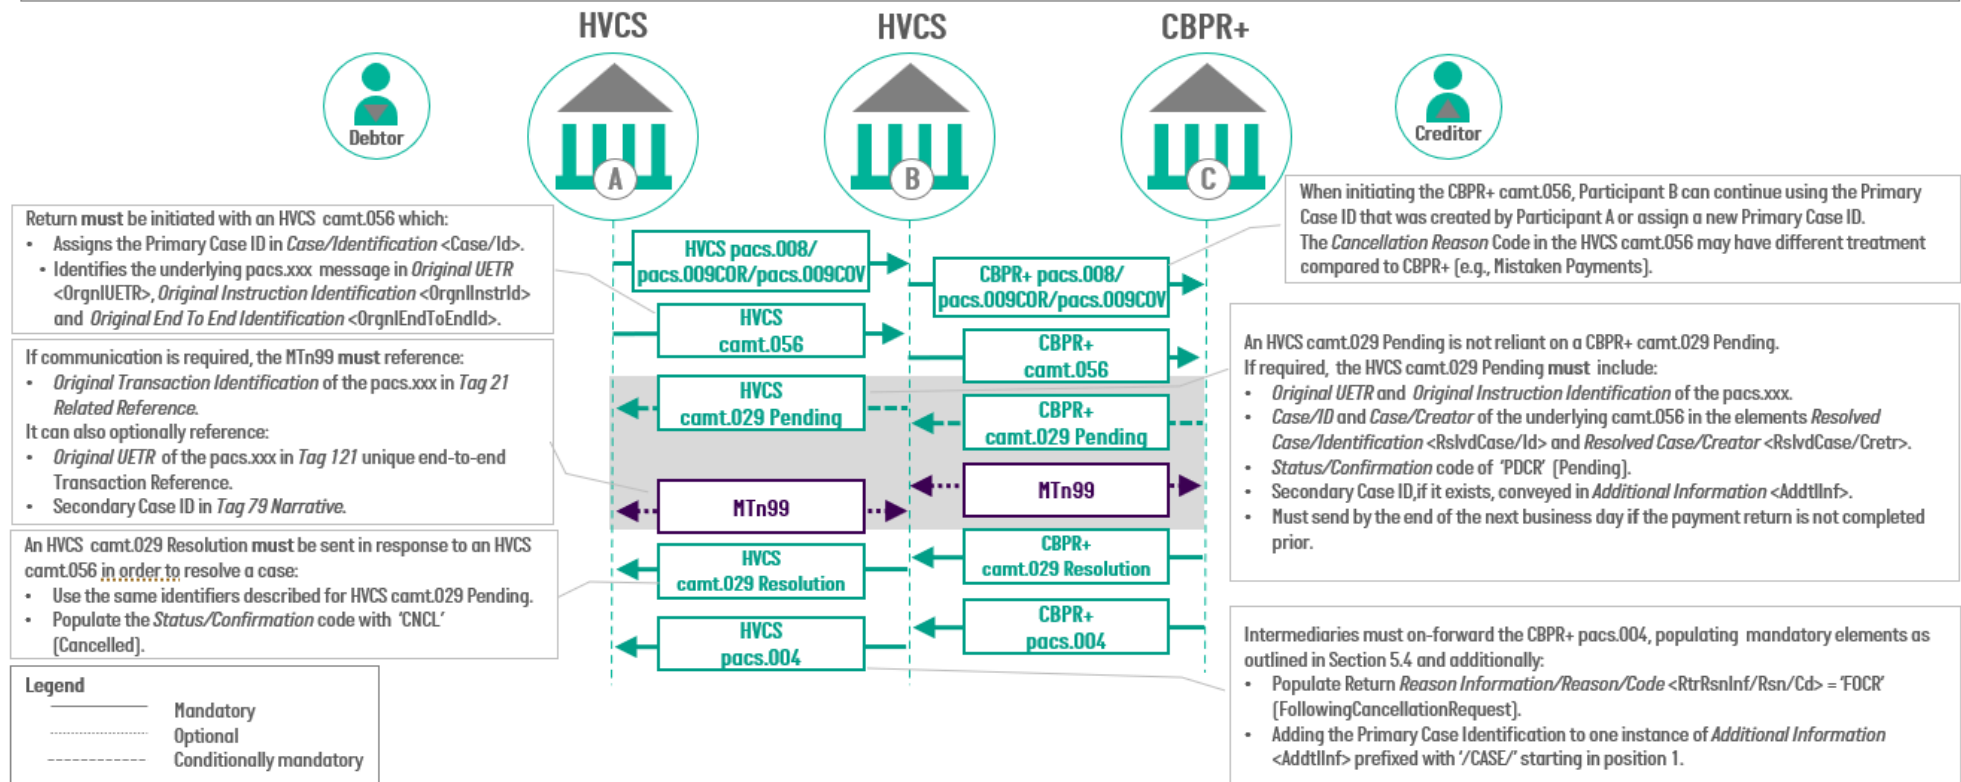 HVCS
HVCS
CBPR+
Debtor
A
B
C
Creditor
Return must be initiated with an HVCS camt.056 which:
• Assigns the Primary Case ID in Case/Identification <Case/Id>.
• Identifies the underlying pacs.xxx message in Original UETR
<OrgnlUETR>, Original Instruction Identification <OrgnlInstrId>
and Original End To End Identification <OrgnlEndToEndId>.
If communication is required, the MTn99 must reference:
• Original Transaction Identification of the pacs.xxx in Tag 21
Related Reference.
It can also optionally reference:
• Original UETR of the pacs.xxx in Tag 121 unique end-to-end
Transaction Reference.
• Secondary Case ID in Tag 79 Narrative.
An HVCS camt.029 Resolution must be sent in response to an HVCS
camt.056 in order to resolve a case:
• Use the same identifiers described for HVCS camt.029 Pending.
• Populate the Status/Confirmation code with 'CNCL'
(Cancelled).
Legend
Mandatory
Optional
Conditionally mandatory
HVCS pacs.008/
pacs.009COR/pacs.009COV
CBPR+ pacs.008/
pacs.009COR/pacs.009COV
HVCS
camt.056
CBPR+
camt.056
HVCS
camt.029 Pending
CBPR+
camt.029 Pending
MTn99
MTn99
HVCS
camt.029 Resolution
CBPR+
camt.029 Resolution
HVCS
pacs.004
CBPR+
pacs.004
When initiating the CBPR+ camt.056, Participant B can continue using the Primary
Case ID that was created by Participant A or assign a new Primary Case ID.
The Cancellation Reason Code in the HVCS camt.056 may have different treatment
compared to CBPR+ (e.g., Mistaken Payments).
An HVCS camt.029 Pending is not reliant on a CBPR+ camt.029 Pending.
If required, the HVCS camt.029 Pending must include:
• Original UETR and Original Instruction Identification of the pacs.xxx.
• Case/ID and Case/Creator of the underlying camt.056 in the elements Resolved
Case/Identification <RslvdCase/Id> and Resolved Case/Creator <RslvdCase/Cretr>.
• Status/Confirmation code of 'PDCR' (Pending).
• Secondary Case ID,if it exists, conveyed in Additional Information <AddtlInf>.
• Must send by the end of the next business day if the payment return is not completed
prior.
Intermediaries must on-forward the CBPR+ pacs.004, populating mandatory elements as
outlined in Section 5.4 and additionally:
• Populate Return Reason Information/Reason/Code <RtrRsnInf/Rsn/Cd> = 'FOCR'
(FollowingCancellationRequest).
• Adding the Primary Case Identification to one instance of Additional Information
<AddtlInf> prefixed with '/CASE/' starting in position 1.